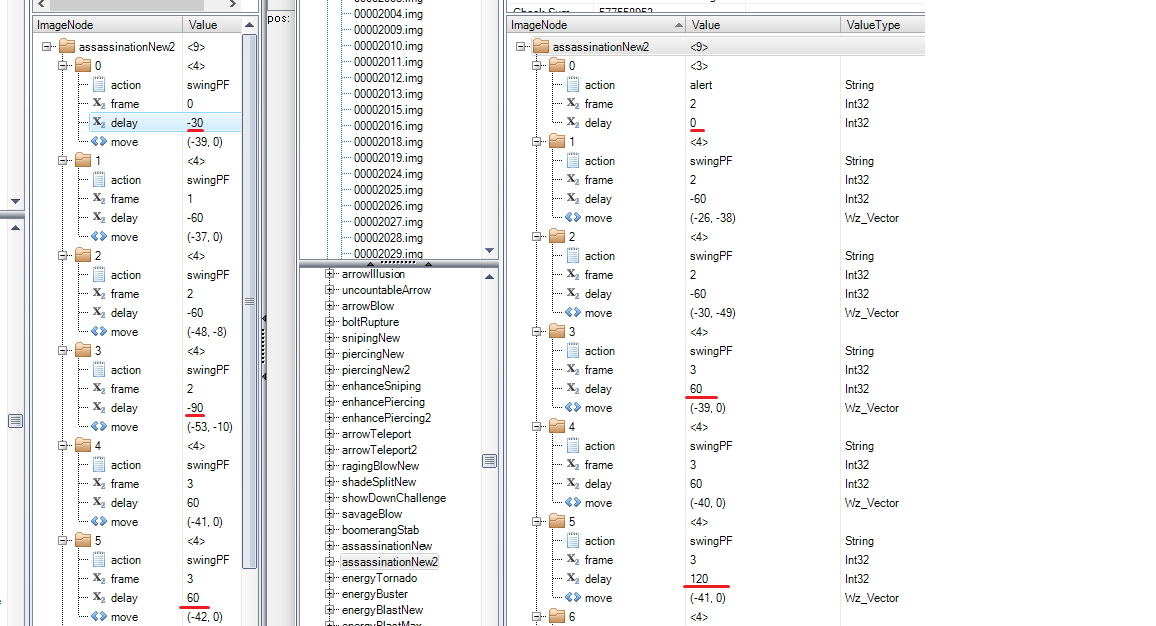 ImageNode Value
assassinationNew2 <9>
0 <4>
action swingPF
frame 0
delay -30
move (-39, 0)
1 <4>
action swingPF
frame 1
delay -60
move (-37, 0)
2 <4>
action swingPF
frame 2
delay -60
move (-48, -8)
3 <4>
action swingPF
frame 2
delay -90
move (-53, -10)
4 <4>
action swingPF
frame 3
delay 60
move (-41, 0)
5 <4>
action swingPF
frame 3
delay 60
move (-42, 0)
pos:
00002004.img
00002009.img
00002010.img
00002011.img
00002012.img
00002013.img
00002015.img
00002016.img
00002018.img
00002019.img
00002024.img
00002025.img
00002026.img
00002027.img
00002028.img
00002029.img
arrowIllusion
uncountableArrow
arrowBlow
boltRupture
snipingNew
piercingNew
piercingNew2
enhanceSniping
enhancePiercing
enhancePiercing2
arrowTeleport
arrowTeleport2
ragingBlowNew
shadeSplitNew
showDownChallenge
savageBlow
boomerangStab
assassinationNew
assassinationNew2
energyTornado
energyBuster
energyBlastNew
energyBlastMax
Check Sum 577558952
ImageNode Value ValueType
assassinationNew2 <9>
0 <3>
action alert String
frame 2 Int32
delay 0 Int32
1 <4>
action swingPF String
frame 2 Int32
delay -60 Int32
move (-26, -38) Wz_Vector
2 <4>
action swingPF String
frame 2 Int32
delay -60 Int32
move (-30, -49) Wz_Vector
3 <4>
action swingPF String
frame 3 Int32
delay 60 Int32
move (-39, 0) Wz_Vector
4 <4>
action swingPF String
frame 3 Int32
delay 60 Int32
move (-40, 0) Wz_Vector
5 <4>
action swingPF String
frame 3 Int32
delay 120 Int32
move (-41, 0) Wz_Vector
6 <4>